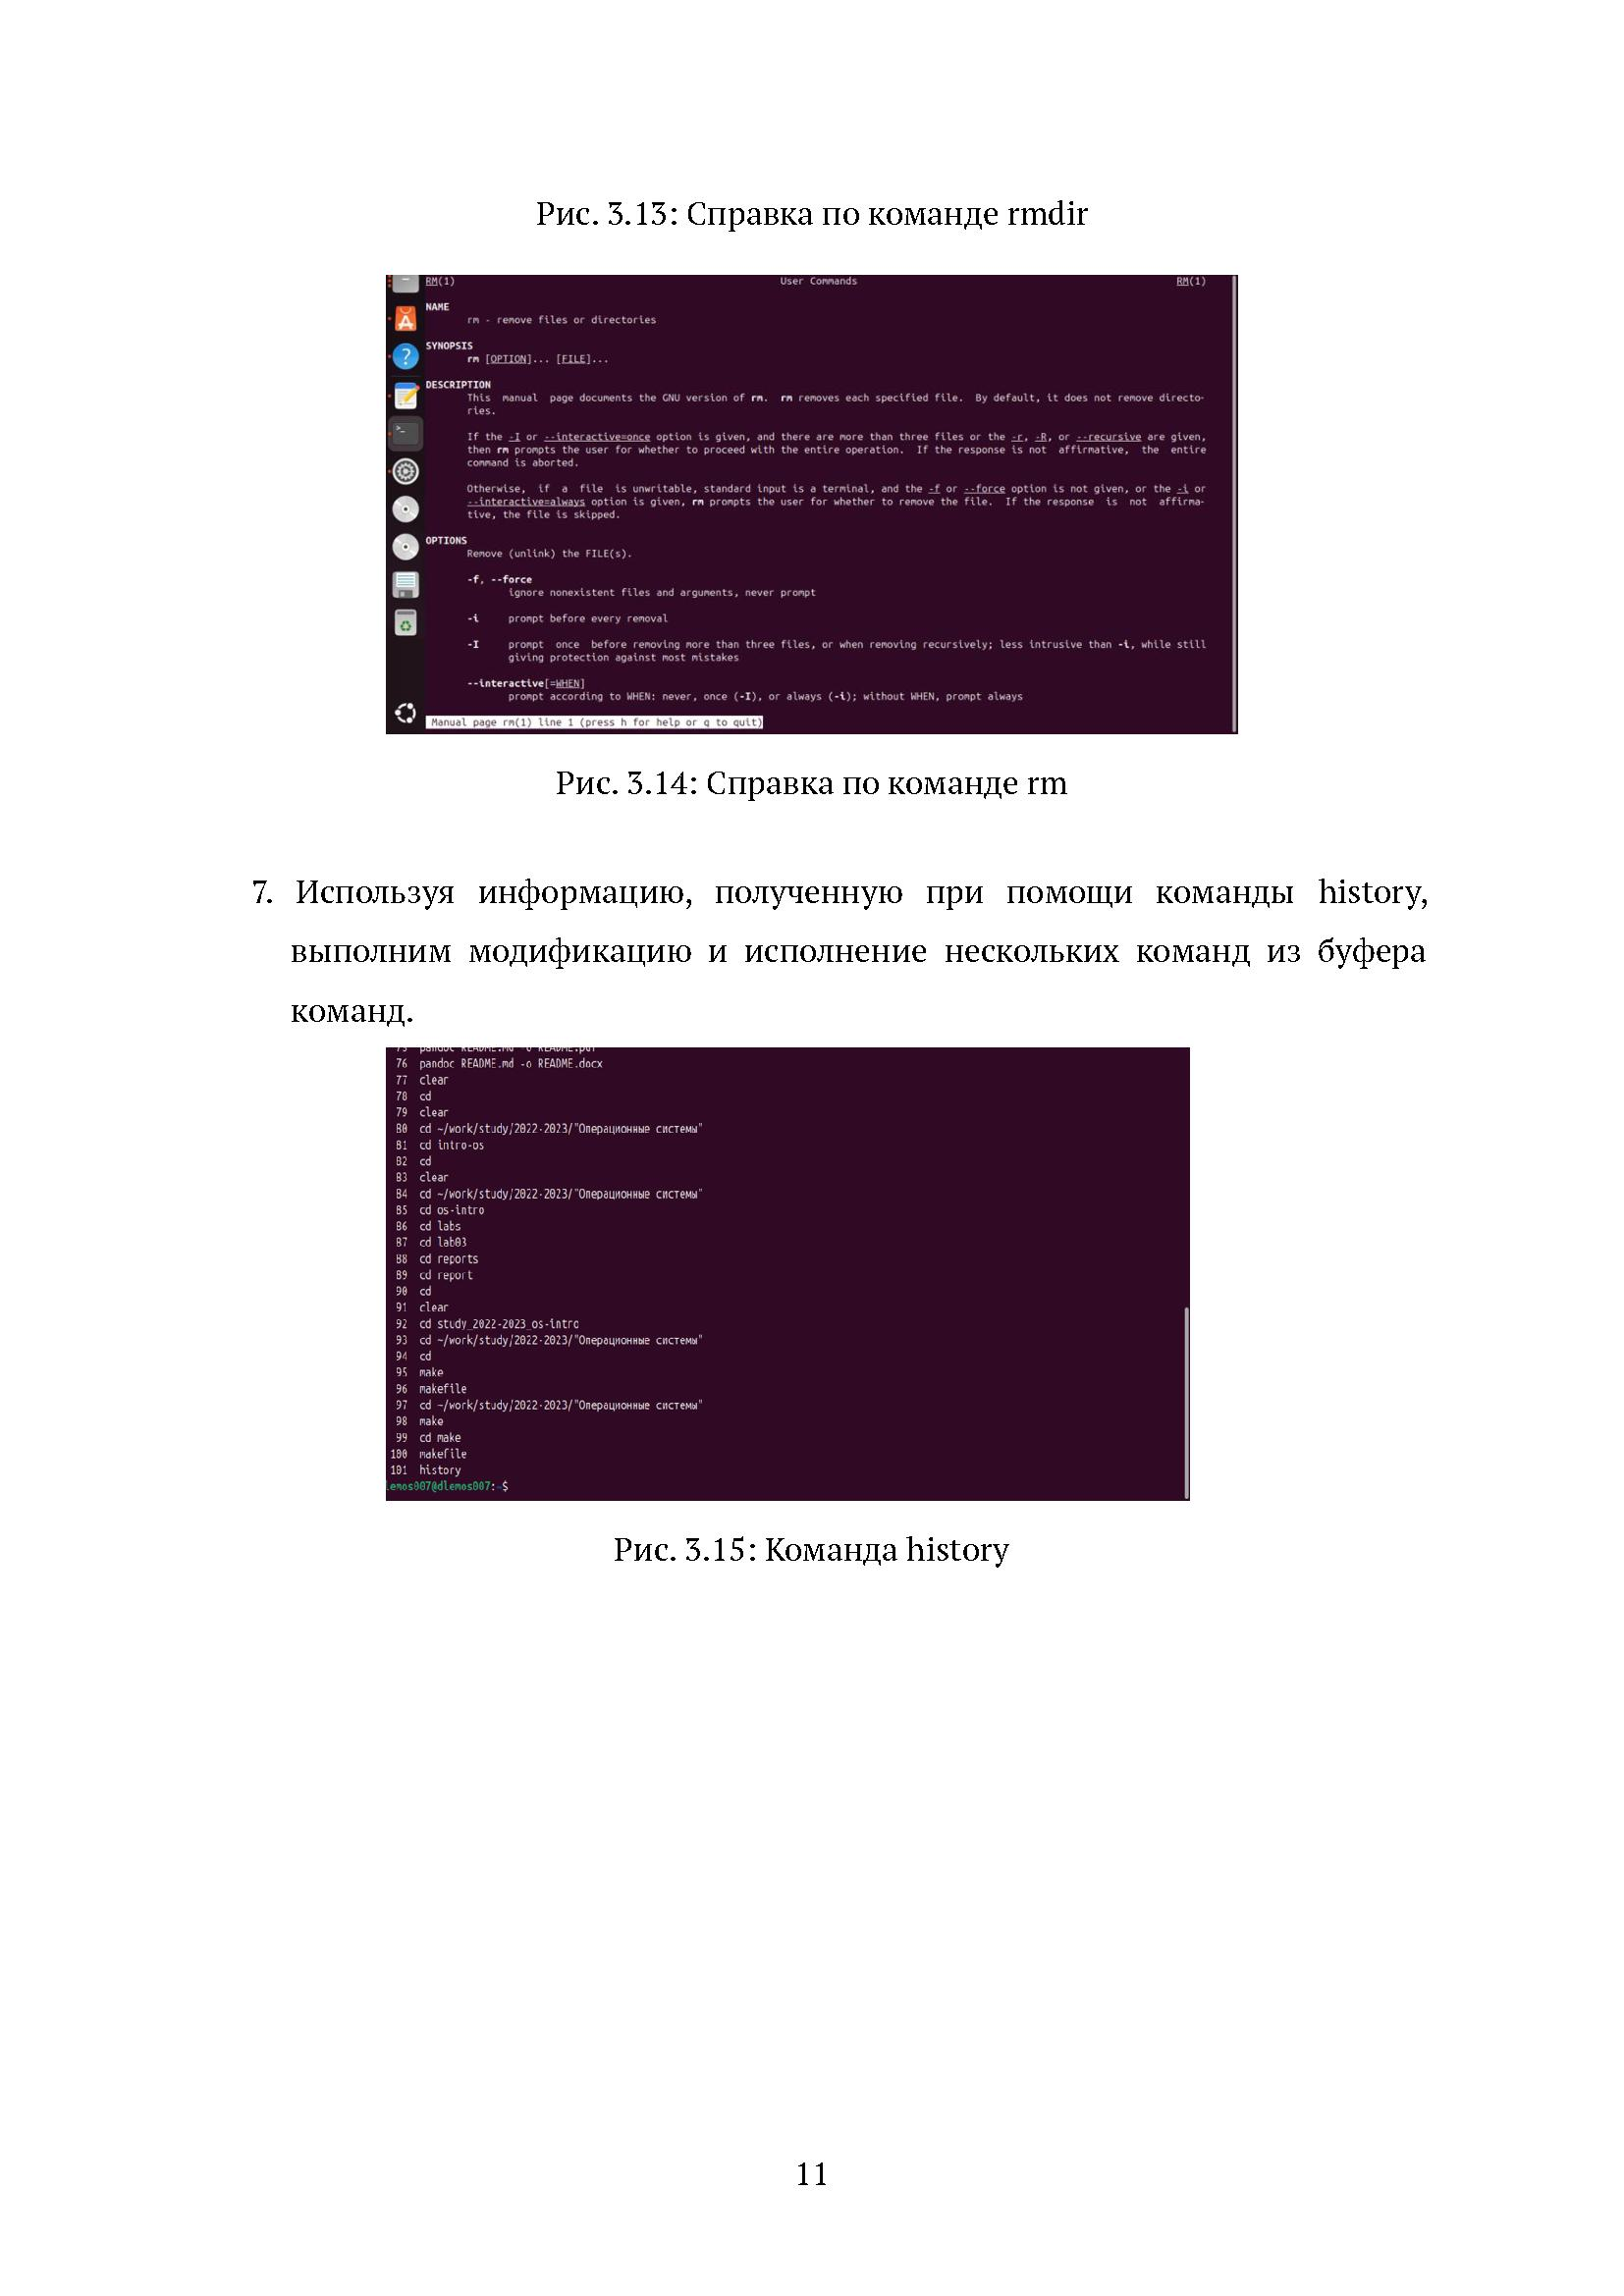 Рис. 3.13: Справка по команде rmdir
RM(1) User Commands RM(1)
NAME
rm - remove files or directories
SYNOPSIS
rm [OPTION]... [FILE]...
DESCRIPTION
This manual page documents the GNU version of rm. rm removes each specified file. By default, it does not remove directo-
ries.
If the -I or --interactive=once option is given, and there are more than three files or the -r, -R, or --recursive are given,
then rm prompts the user for whether to proceed with the entire operation. If the response is not affirmative, the entire
command is aborted.
Otherwise, if a file is unwritable, standard input is a terminal, and the -f or --force option is not given, or the -i or
--interactive=always option is given, rm prompts the user for whether to remove the file. If the response is not affirma-
tive, the file is skipped.
OPTIONS
Remove (unlink) the FILE(s).
-f, --force
ignore nonexistent files and arguments, never prompt
-i prompt before every removal
-I prompt once before removing more than three files, or when removing recursively; less intrusive than -i, while still
giving protection against most mistakes
--interactive[=WHEN]
prompt according to WHEN: never, once (-I), or always (-i); without WHEN, prompt always
Manual page rm(1) line 1 (press h for help or q to quit)
Рис. 3.14: Справка по команде rm
7. Используя информацию, полученную при помощи команды history,
выполним модификацию и исполнение нескольких команд из буфера
команд.
75 pandoc README.md -o README.pdf
76 pandoc README.md -o README.docx
77 clear
78 cd
79 clear
80 cd ~/work/study/2022-2023/"Операционные системы"
81 cd intro-os
82 cd
83 clear
84 cd ~/work/study/2022-2023/"Операционные системы"
85 cd os-intro
86 cd labs
87 cd lab03
88 cd reports
89 cd report
90 cd
91 clear
92 cd study_2022-2023_os-intro
93 cd ~/work/study/2022-2023/"Операционные системы"
94 cd
95 make
96 makefile
97 cd ~/work/study/2022-2023/"Операционные системы"
98 make
99 cd make
100 makefile
101 history
lemos007@dlemos007:~$
Рис. 3.15: Команда history
11